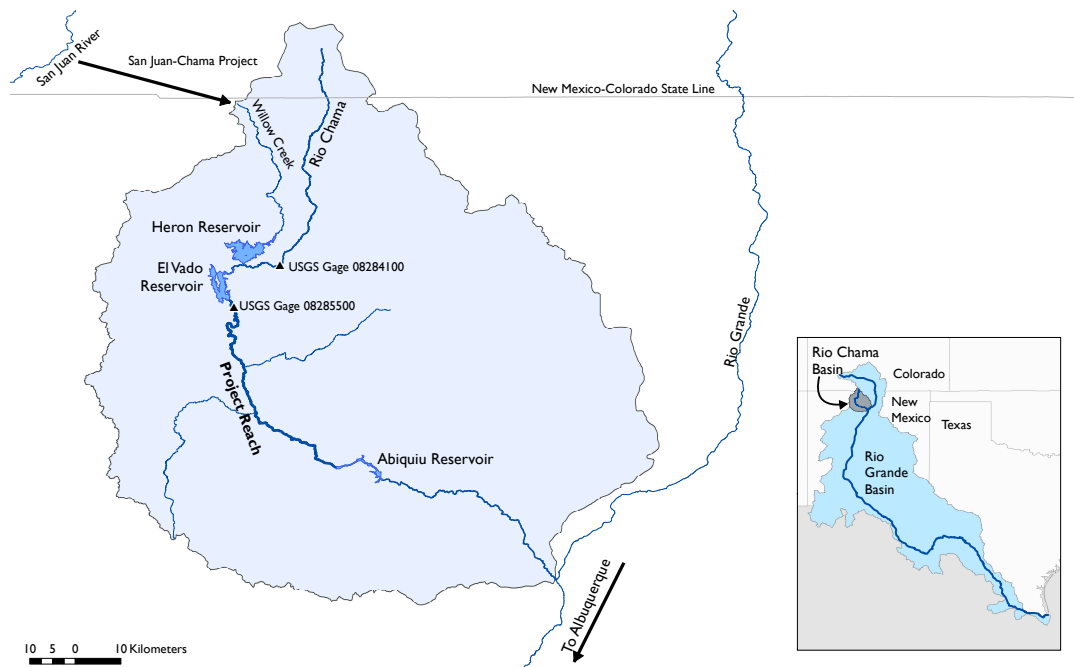 San Juan River
San Juan-Chama Project
New Mexico-Colorado State Line
Willow Creek
Rio Chama
Heron Reservoir
El Vado
Reservoir
USGS Gage 08284100
USGS Gage 08285500
Rio Grande
Project Reach
Abiquiu Reservoir
To Albuquerque
10 5 0 10 Kilometers
Rio Chama
Basin
Colorado
New
Mexico
Texas
Rio
Grande
Basin